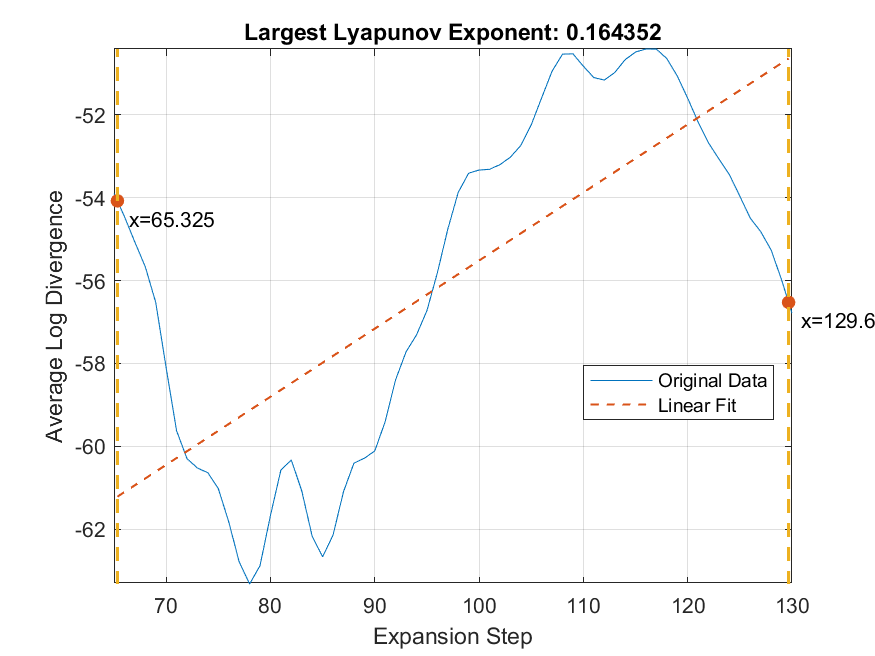 Largest Lyapunov Exponent: 0.164352
-52
-54
-56
-58
-60
-62
Average Log Divergence
x=65.325
x=129.6
Original Data
Linear Fit
70 80 90 100 110 120 130
Expansion Step